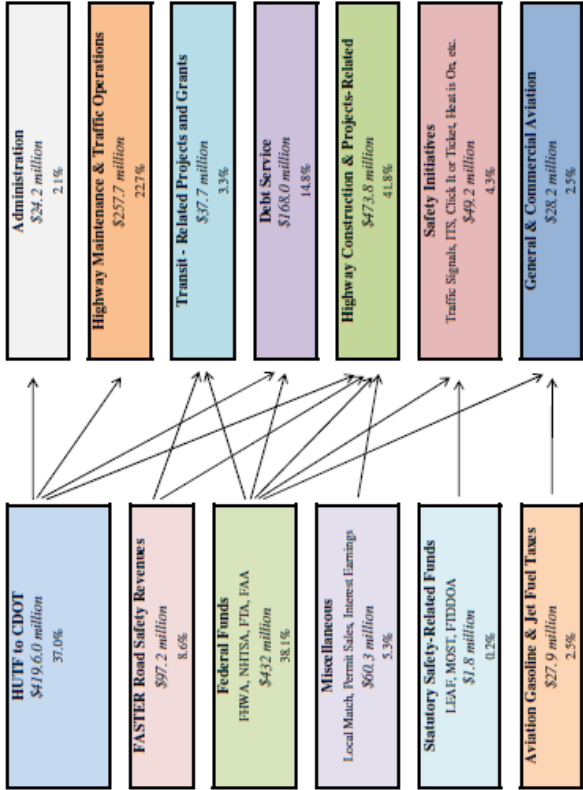 HUTF to CDOT
$419.6.0 million
37.0%
FASTER Road Safety Revenues
$97.2 million
8.6%
Federal Funds
FHWA, NHTSA, FTA, FAA
$432 million
38.1%
Miscellaneous
Local Match, Permit Sales, Interest Earnings
$60.3 million
5.3%
Statutory Safety-Related Funds
LEAF, MOST, FTDDOA
$1.8 million
0.2%
Aviation Gasoline & Jet Fuel Taxes
$27.9 million
2.5%
Administration
$24.2 million
2.1%
Highway Maintenance & Traffic Operations
$257.7 million
22.7%
Transit - Related Projects and Grants
$37.7 million
3.3%
Debt Service
$168.0 million
14.8%
Highway Construction & Projects-Related
$473.8 million
41.8%
Safety Initiatives
Traffic Signals, ITS, Click It or Ticket, Heat is On, etc.
$49.2 million
4.3%
General & Commercial Aviation
$28.2 million
2.5%